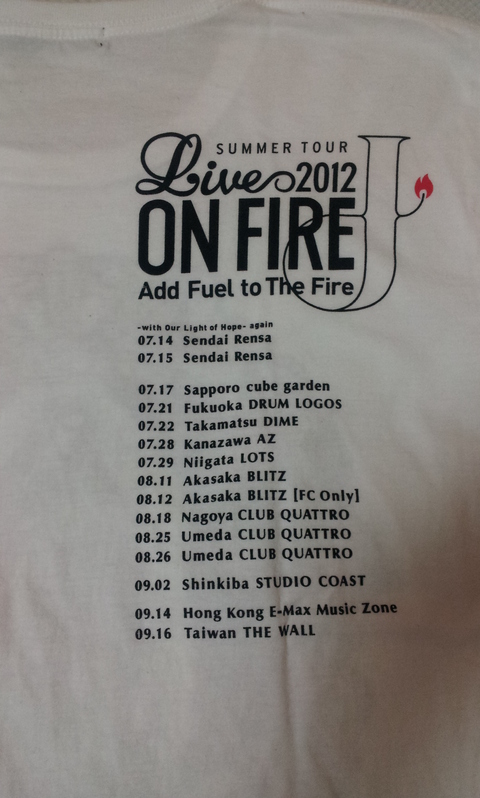 SUMMER TOUR
Live 2012
ON FIRE J
Add Fuel to The Fire
-with Our Light of Hope- again
07.14 Sendai Rensa
07.15 Sendai Rensa
07.17 Sapporo cube garden
07.21 Fukuoka DRUM LOGOS
07.22 Takamatsu DIME
07.28 Kanazawa AZ
07.29 Niigata LOTS
08.11 Akasaka BLITZ
08.12 Akasaka BLITZ [FC Only]
08.18 Nagoya CLUB QUATTRO
08.25 Umeda CLUB QUATTRO
08.26 Umeda CLUB QUATTRO
09.02 Shinkiba STUDIO COAST
09.14 Hong Kong E-Max Music Zone
09.16 Taiwan THE WALL